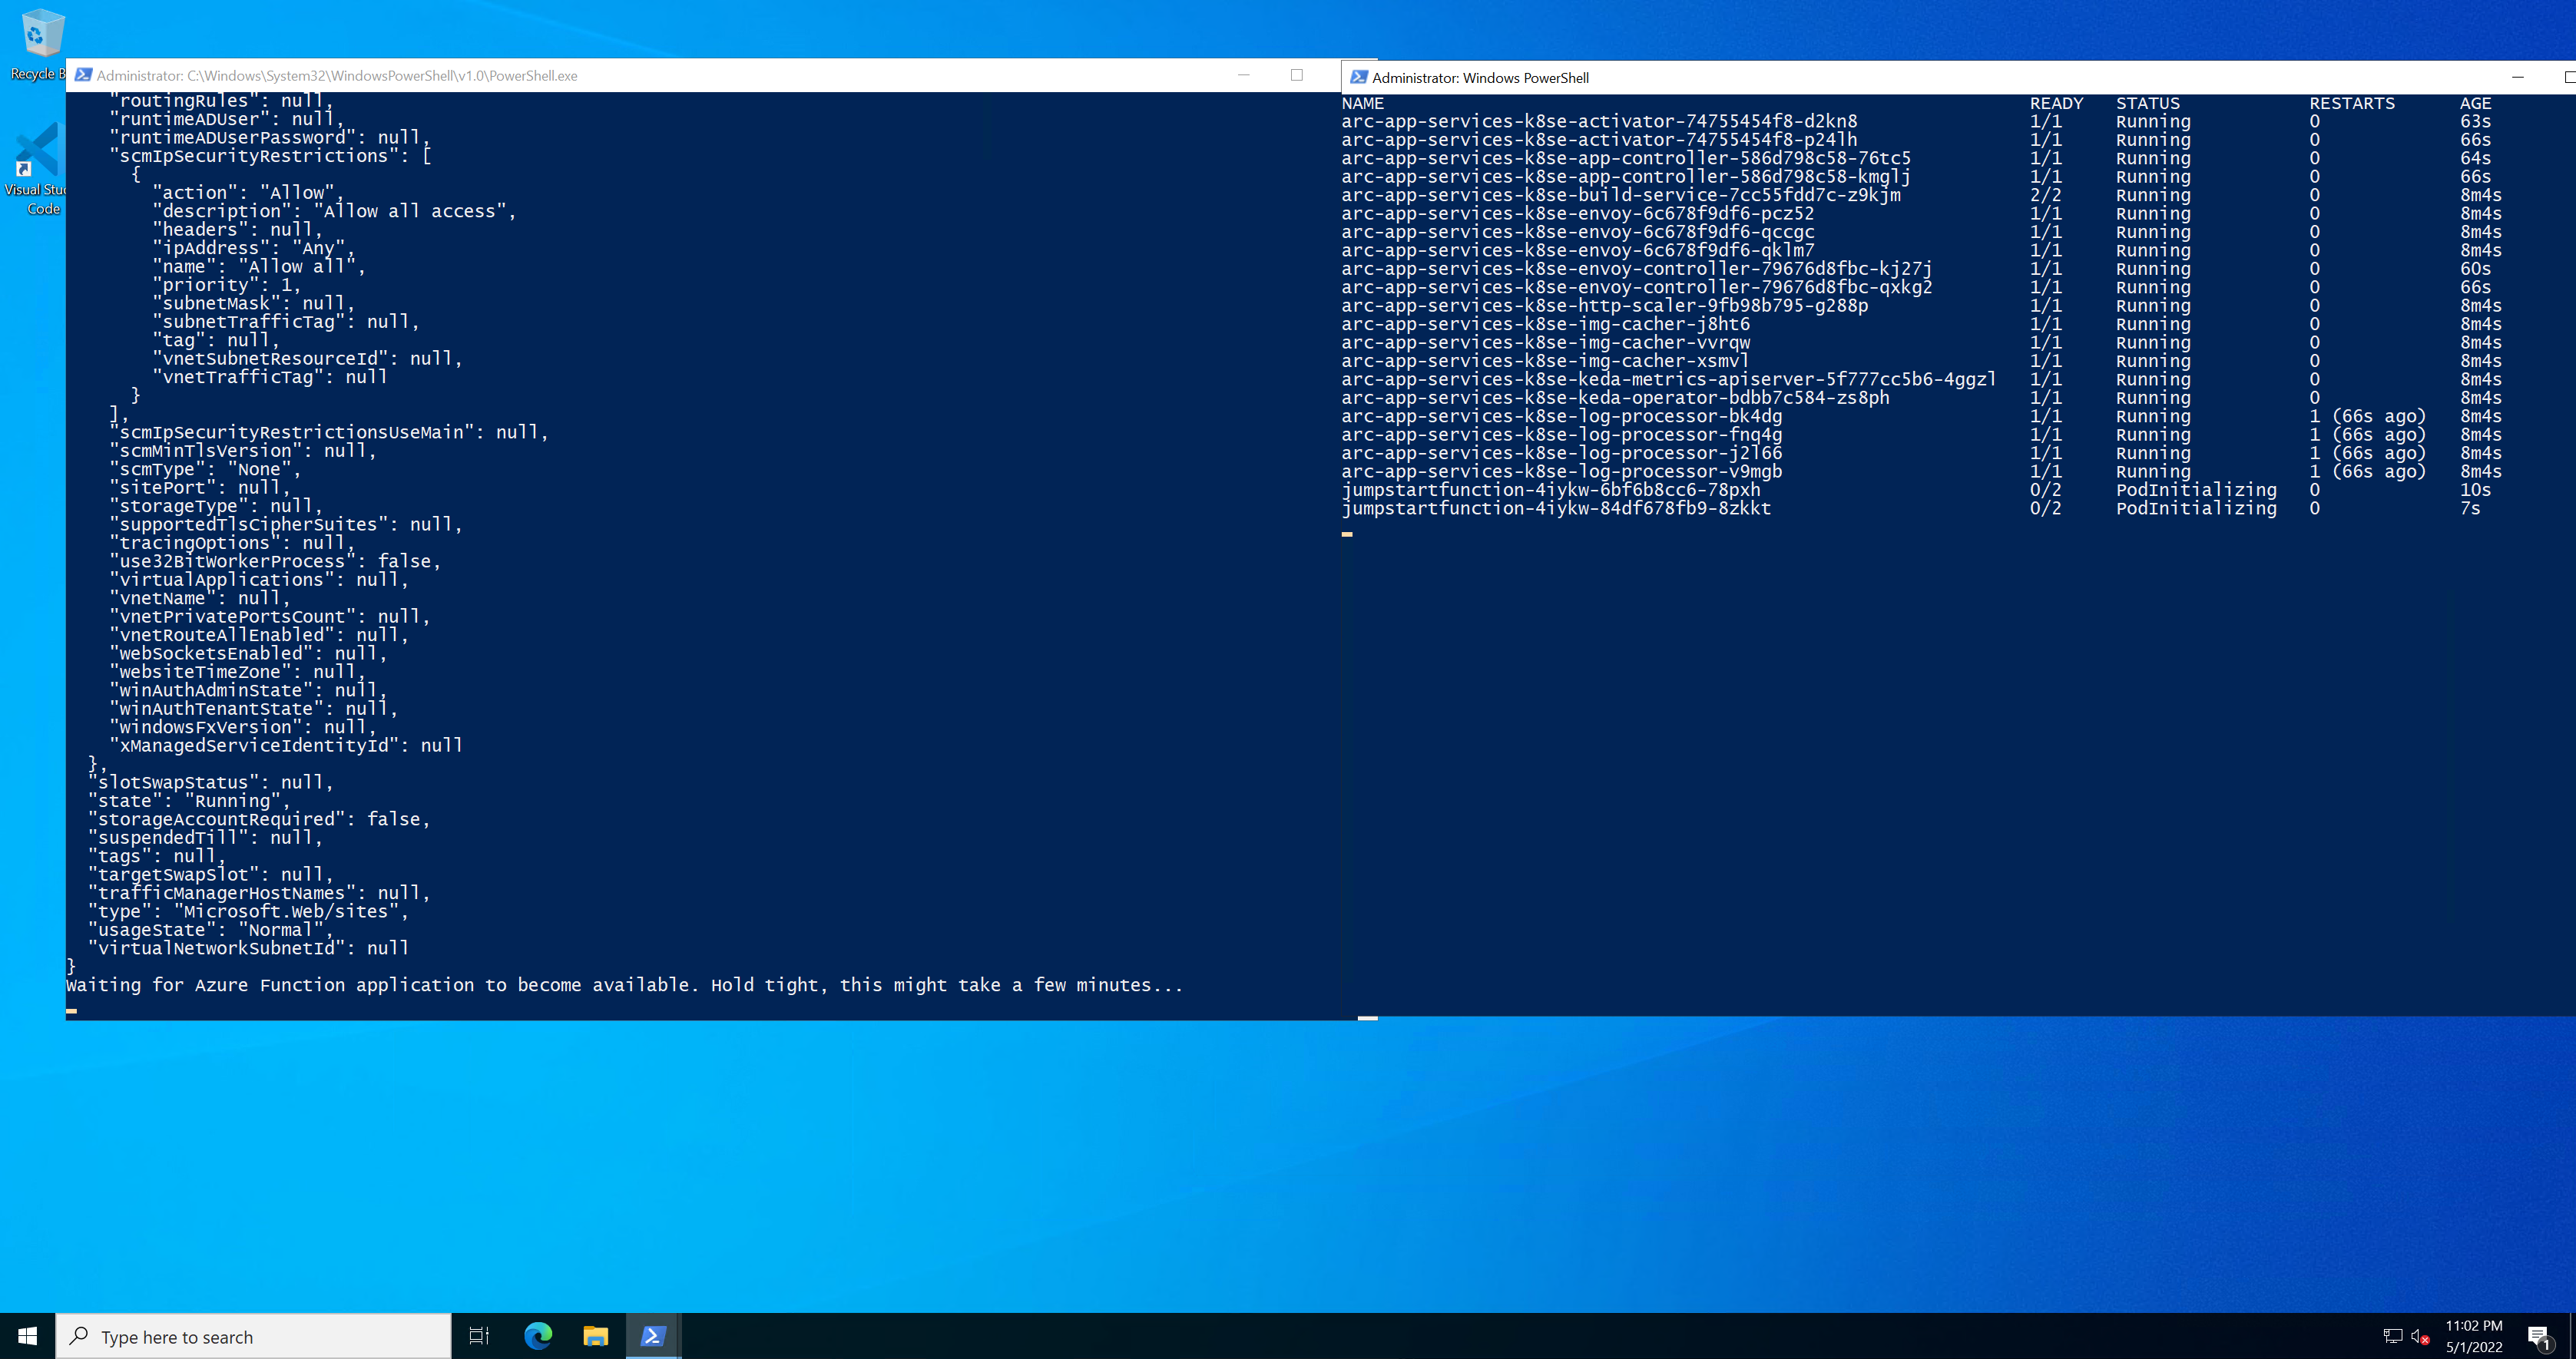 Recycle B
Visual Stud
Code
Administrator: C:\Windows\System32\WindowsPowerShell\v1.0\PowerShell.exe
"routingRules": null,
"runtimeADUser": null,
"runtimeADUserPassword": null,
"scmIpSecurityRestrictions": [
{
"action": "Allow",
"description": "Allow all access",
"headers": null,
"ipAddress": "Any",
"name": "Allow all",
"priority": 1,
"subnetMask": null,
"subnetTrafficTag": null,
"tag": null,
"vnetSubnetResourceId": null,
"vnetTrafficTag": null
}
],
"scmIpSecurityRestrictionsUseMain": null,
"scmMinTlsVersion": null,
"scmType": "None",
"sitePort": null,
"storageType": null,
"supportedTlsCipherSuites": null,
"tracingOptions": null,
"use32BitWorkerProcess": false,
"virtualApplications": null,
"vnetName": null,
"vnetPrivatePortsCount": null,
"vnetRouteAllEnabled": null,
"webSocketsEnabled": null,
"websiteTimeZone": null,
"winAuthAdminState": null,
"winAuthTenantState": null,
"windowsFxVersion": null,
"xManagedServiceIdentityId": null
},
"slotSwapStatus": null,
"state": "Running",
"storageAccountRequired": false,
"suspendedTill": null,
"tags": null,
"targetSwapSlot": null,
"trafficManagerHostNames": null,
"type": "Microsoft.Web/sites",
"usageState": "Normal",
"virtualNetworkSubnetId": null
}
Waiting for Azure Function application to become available. Hold tight, this might take a few minutes...
Administrator: Windows PowerShell
NAME READY STATUS RESTARTS AGE
arc-app-services-k8se-activator-74755454f8-d2kn8 1/1 Running 0 63s
arc-app-services-k8se-activator-74755454f8-p24lh 1/1 Running 0 66s
arc-app-services-k8se-app-controller-586d798c58-76tc5 1/1 Running 0 64s
arc-app-services-k8se-app-controller-586d798c58-kmglj 1/1 Running 0 66s
arc-app-services-k8se-build-service-7cc55fdd7c-z9kjm 2/2 Running 0 8m4s
arc-app-services-k8se-envoy-6c678f9df6-pcz52 1/1 Running 0 8m4s
arc-app-services-k8se-envoy-6c678f9df6-qccgc 1/1 Running 0 8m4s
arc-app-services-k8se-envoy-6c678f9df6-qklm7 1/1 Running 0 8m4s
arc-app-services-k8se-envoy-controller-79676d8fbc-kj27j 1/1 Running 0 60s
arc-app-services-k8se-envoy-controller-79676d8fbc-qxkg2 1/1 Running 0 66s
arc-app-services-k8se-http-scaler-9fb98b795-g288p 1/1 Running 0 8m4s
arc-app-services-k8se-img-cacher-j8ht6 1/1 Running 0 8m4s
arc-app-services-k8se-img-cacher-vvrqw 1/1 Running 0 8m4s
arc-app-services-k8se-img-cacher-xsmvl 1/1 Running 0 8m4s
arc-app-services-k8se-keda-metrics-apiserver-5f777cc5b6-4ggzl 1/1 Running 0 8m4s
arc-app-services-k8se-keda-operator-bdbb7c584-zs8ph 1/1 Running 0 8m4s
arc-app-services-k8se-log-processor-bk4dg 1/1 Running 1 (66s ago) 8m4s
arc-app-services-k8se-log-processor-fnq4g 1/1 Running 1 (66s ago) 8m4s
arc-app-services-k8se-log-processor-j2l66 1/1 Running 1 (66s ago) 8m4s
arc-app-services-k8se-log-processor-v9mgb 1/1 Running 1 (66s ago) 8m4s
jumpstartfunction-4iykw-6bf6b8cc6-78pxh 0/2 PodInitializing 0 10s
jumpstartfunction-4iykw-84df678fb9-8zkkt 0/2 PodInitializing 0 7s
Type here to search
11:02 PM
5/1/2022
1